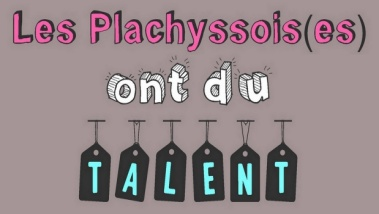 Les Plachyssois(es)
ont du
TALENT